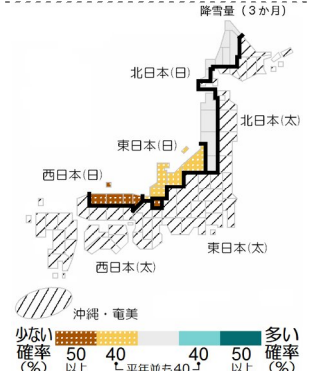 降雪量（３か月）
北日本(日)
北日本(太)
東日本(日)
西日本(日)
東日本(太)
西日本(太)
沖縄・奄美
少ない 多い
確率 50 40 40 50 確率
(%) 以上 平年並も40 以上 (%)